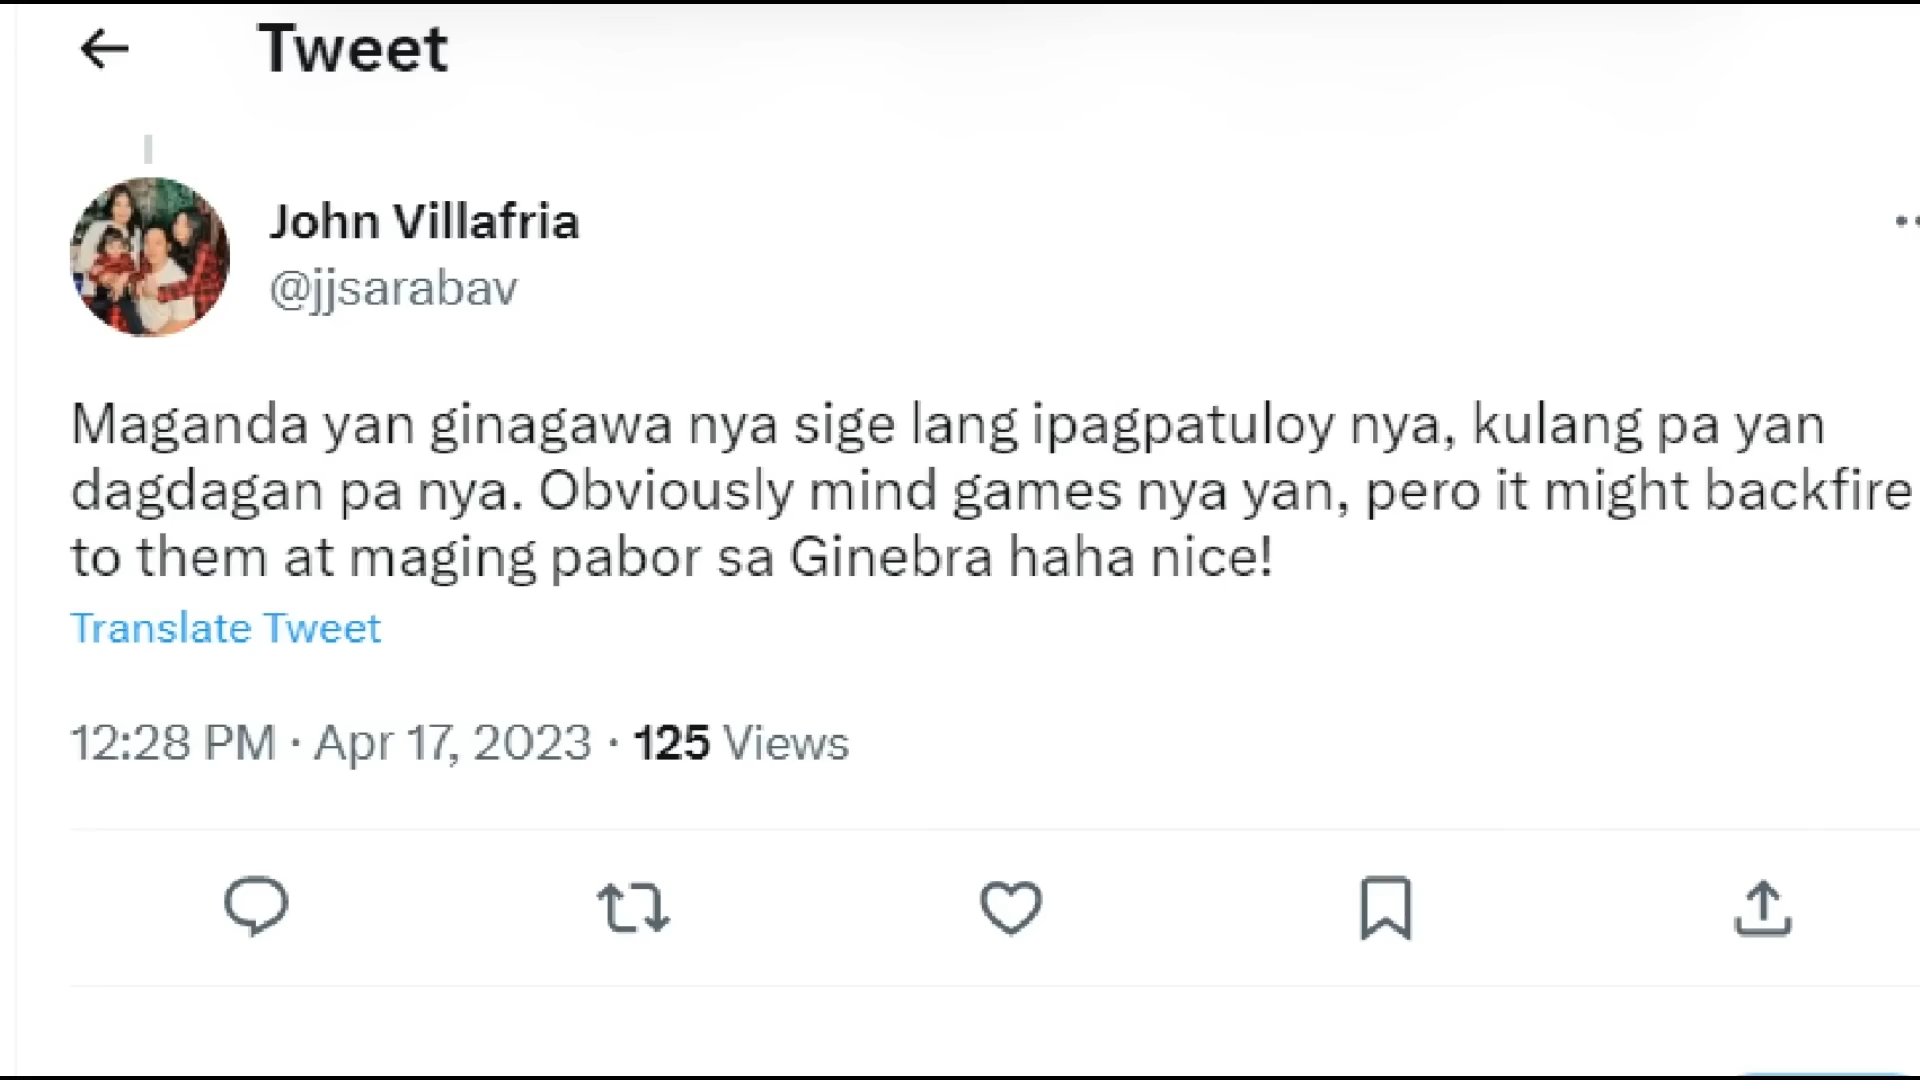 Tweet
John Villafria
@jjsarabav
Maganda yan ginagawa nya sige lang ipagpatuloy nya, kulang pa yan
dagdagan pa nya. Obviously mind games nya yan, pero it might backfire
to them at maging pabor sa Ginebra haha nice!
Translate Tweet
12:28 PM · Apr 17, 2023 · 125 Views